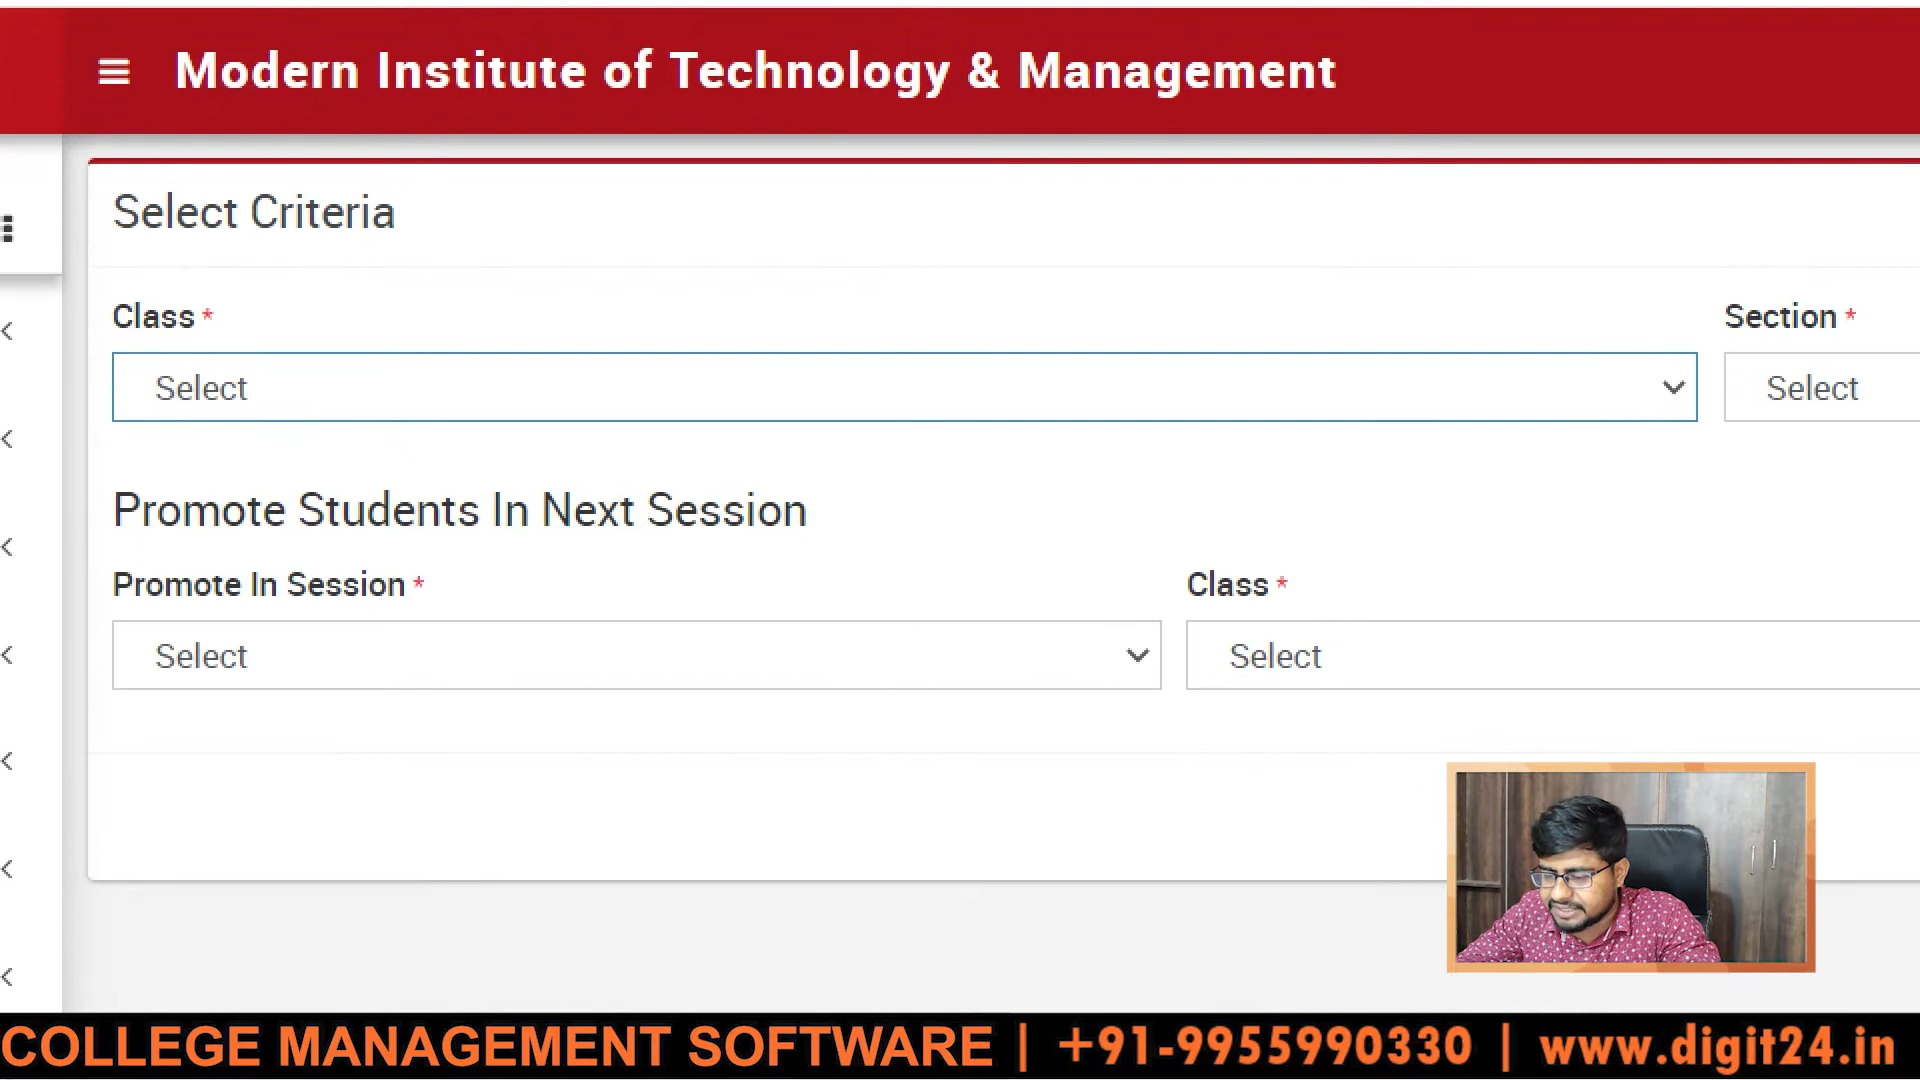 Modern Institute of Technology & Management
Select Criteria
Class *
Section *
Select
Select
Promote Students In Next Session
Promote In Session *
Class *
Select
Select
COLLEGE MANAGEMENT SOFTWARE | +91-9955990330 | www.digit24.in